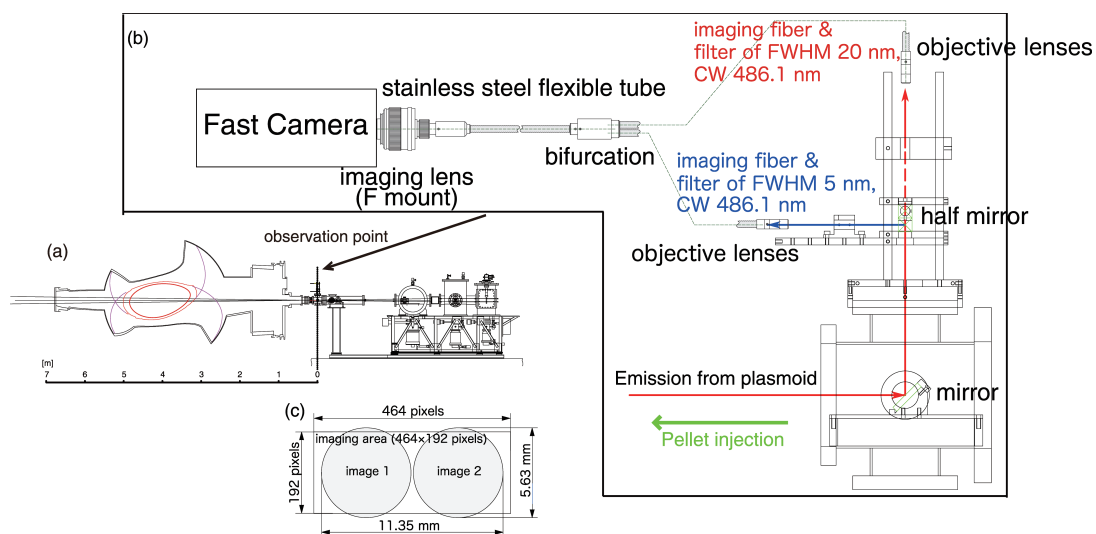 (b)
imaging fiber &
filter of FWHM 20 nm,
CW 486.1 nm
objective lenses
stainless steel flexible tube
Fast Camera
bifurcation
imaging lens
(F mount)
imaging fiber &
filter of FWHM 5 nm,
CW 486.1 nm
half mirror
objective lenses
observation point
(a)
[m]
7 6 5 4 3 2 1 0
Emission from plasmoid
mirror
Pellet injection
(c)
464 pixels
imaging area (464×192 pixels)
192 pixels
image 1
image 2
5.63 mm
11.35 mm